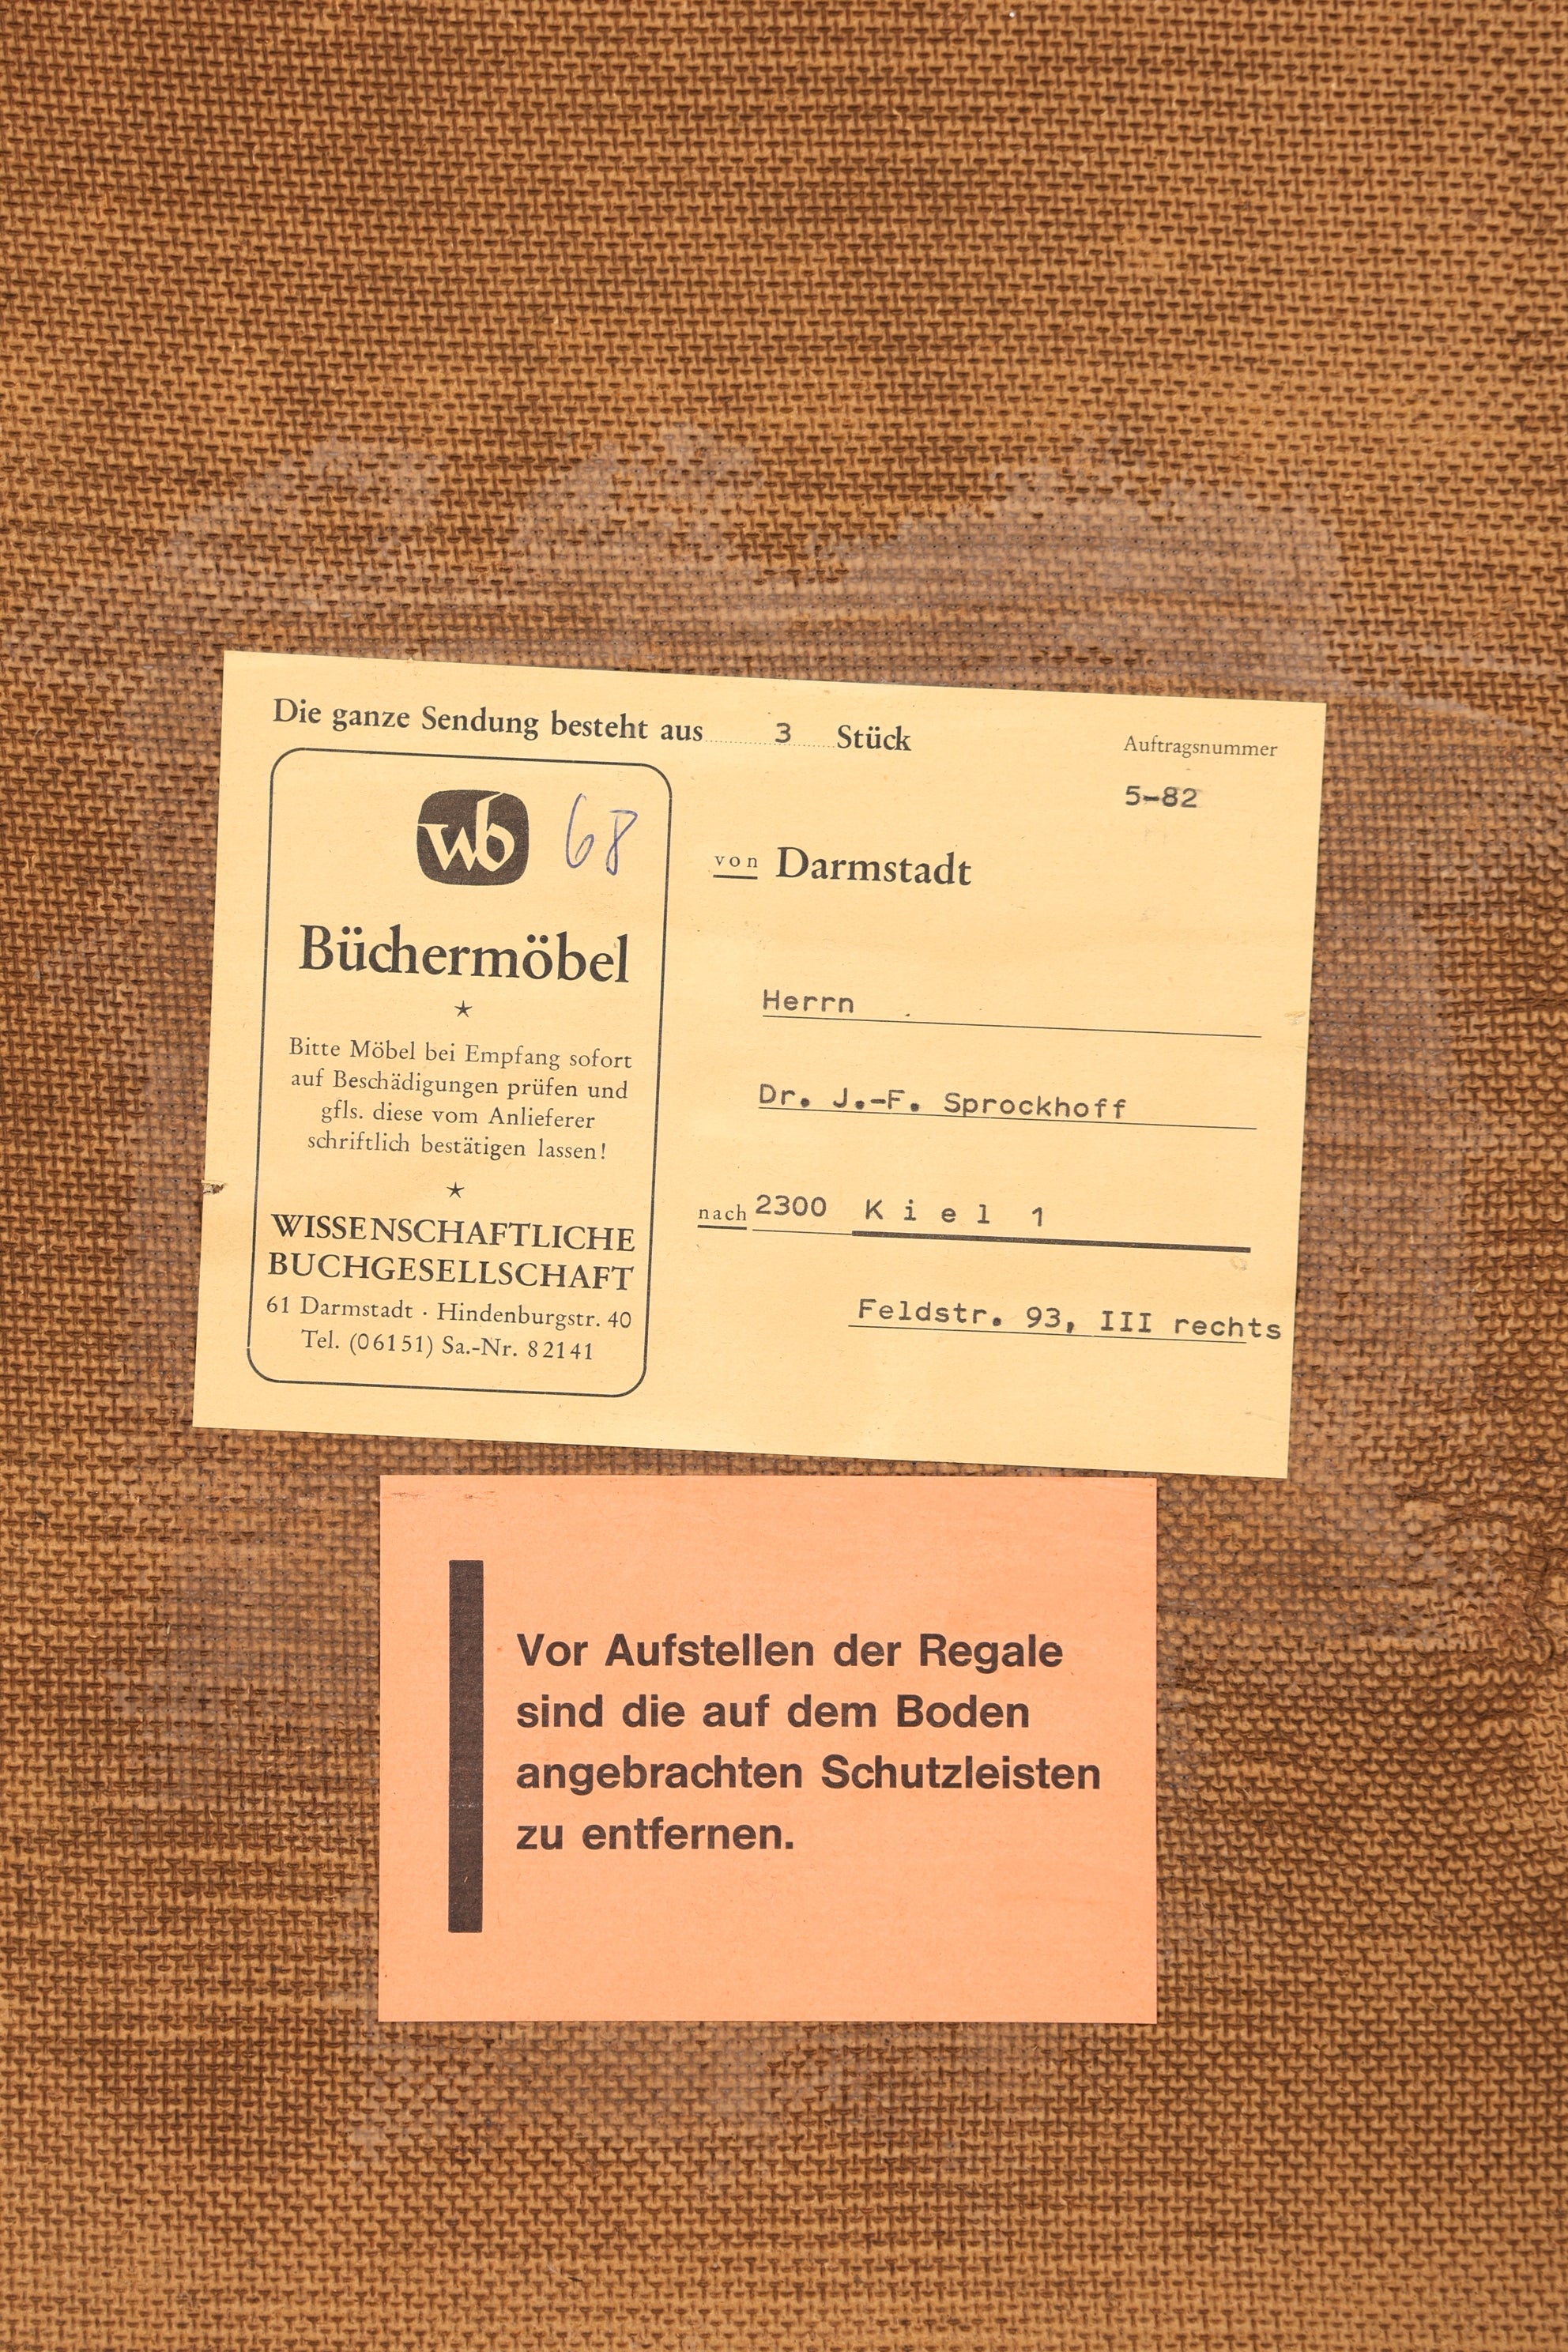 Die ganze Sendung besteht aus 3 Stück
Auftragsnummer
5-82
wb 68
Büchermöbel
Bitte Möbel bei Empfang sofort
auf Beschädigungen prüfen und
gfls. diese vom Anlieferer
schriftlich bestätigen lassen!
WISSENSCHAFTLICHE
BUCHGESELLSCHAFT
61 Darmstadt · Hindenburgstr. 40
Tel. (06151) Sa.-Nr. 82141
von Darmstadt
Herrn
Dr. J.-F. Sprockhoff
nach 2300 Kiel 1
Feldstr. 93, III rechts
Vor Aufstellen der Regale
sind die auf dem Boden
angebrachten Schutzleisten
zu entfernen.